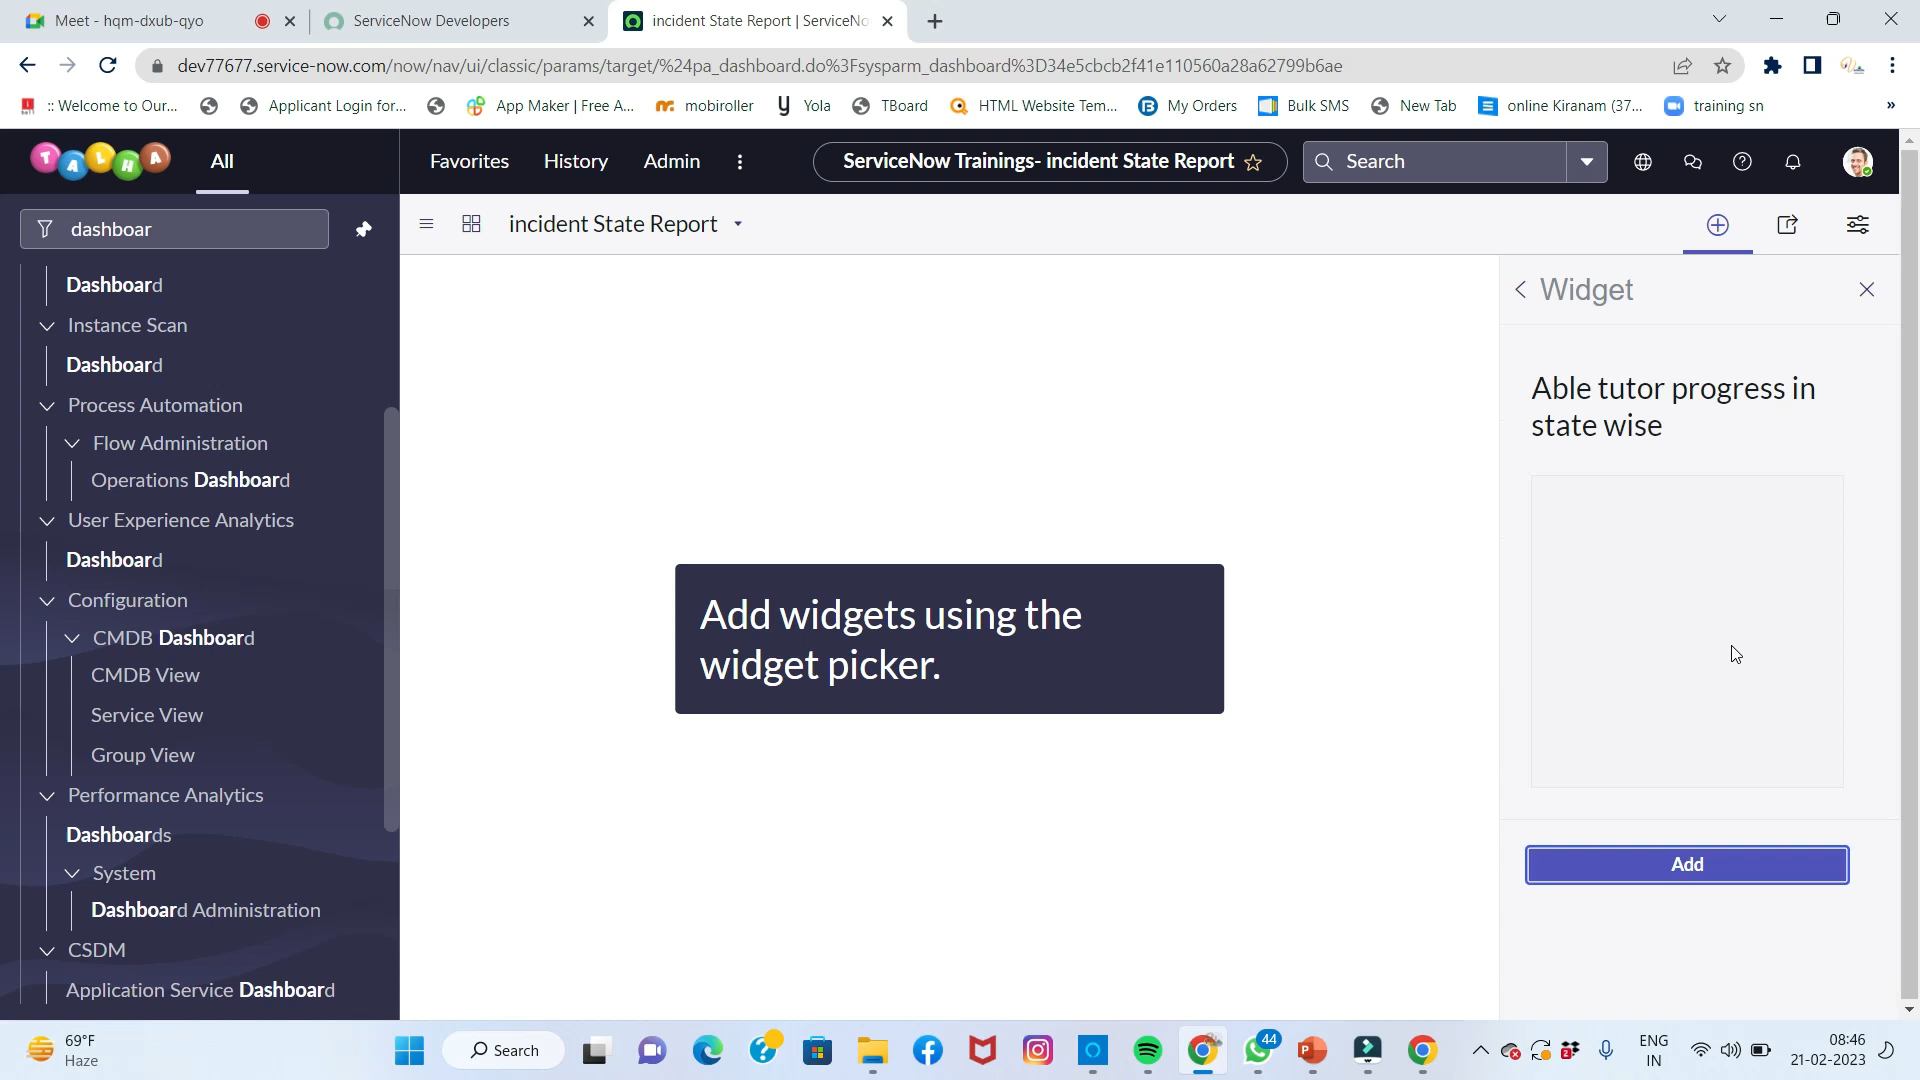 Meet - hqm-dxub-qyo
ServiceNow Developers
incident State Report | ServiceNo
dev77677.service-now.com/now/nav/ui/classic/params/target/%24pa_dashboard.do%3Fsysparm_dashboard%3D34e5cbcb2f41e110560a28a62799b6ae
:: Welcome to Our...
Applicant Login for...
App Maker | Free A...
mobiroller
Yola
TBoard
HTML Website Tem...
My Orders
Bulk SMS
New Tab
online Kiranam (37...
training sn
»
TALHA
All
Favorites
History
Admin
ServiceNow Trainings- incident State Report
Search
dashboar
incident State Report
Dashboard
Instance Scan
Dashboard
Process Automation
Flow Administration
Operations Dashboard
User Experience Analytics
Dashboard
Configuration
CMDB Dashboard
CMDB View
Service View
Group View
Performance Analytics
Dashboards
System
Dashboard Administration
CSDM
Application Service Dashboard
Add widgets using the
widget picker.
Widget
Able tutor progress in
state wise
Add
69°F
Haze
Search
44
ENG
IN
08:46
21-02-2023